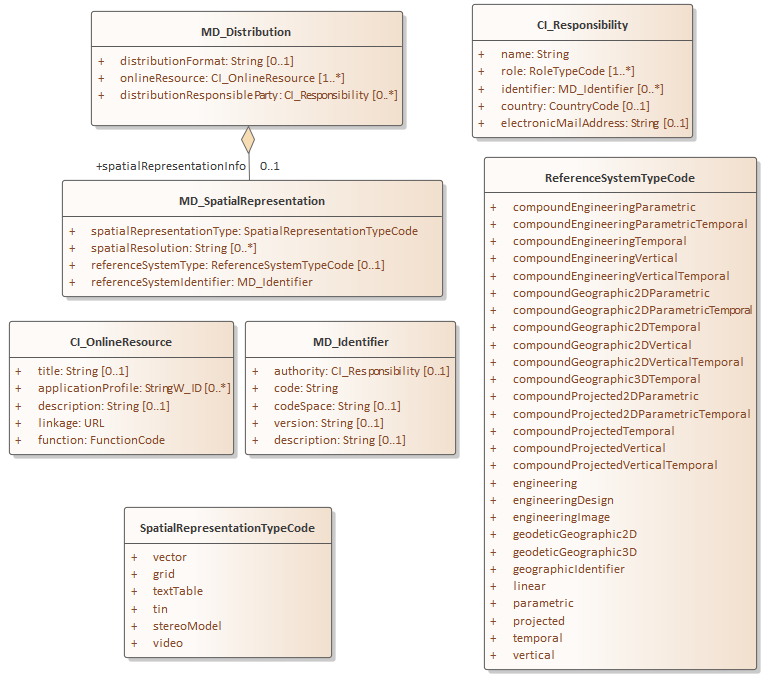 MD_Distribution
+ distributionFormat: String [0..1]
+ onlineResource: CI_OnlineResource [1..*]
+ distributionResponsibleParty: CI_Responsibility [0..*]
CI_Responsibility
+ name: String
+ role: RoleTypeCode [1..*]
+ identifier: MD_Identifier [0..*]
+ country: CountryCode [0..1]
+ electronicMailAddress: String [0..1]
+spatialRepresentationInfo 0..1
MD_SpatialRepresentation
+ spatialRepresentationType: SpatialRepresentationTypeCode
+ spatialResolution: String [0..*]
+ referenceSystemType: ReferenceSystemTypeCode [0..1]
+ referenceSystemIdentifier: MD_Identifier
ReferenceSystemTypeCode
+ compoundEngineeringParametric
+ compoundEngineeringParametricTemporal
+ compoundEngineeringTemporal
+ compoundEngineeringVertical
+ compoundEngineeringVerticalTemporal
+ compoundGeographic2DParametric
+ compoundGeographic2DParametricTemporal
+ compoundGeographic2DTemporal
+ compoundGeographic2DVertical
+ compoundGeographic2DVerticalTemporal
+ compoundGeographic3DTemporal
+ compoundProjected2DParametric
+ compoundProjected2DParametricTemporal
+ compoundProjectedTemporal
+ compoundProjectedVertical
+ compoundProjectedVerticalTemporal
+ engineering
+ engineeringDesign
+ engineeringImage
+ geodeticGeographic2D
+ geodeticGeographic3D
+ geographicIdentifier
+ linear
+ parametric
+ projected
+ temporal
+ vertical
CI_OnlineResource
+ title: String [0..1]
+ applicationProfile: StringW_ID [0..*]
+ description: String [0..1]
+ linkage: URL
+ function: FunctionCode
MD_Identifier
+ authority: CI_Responsibility [0..1]
+ code: String
+ codeSpace: String [0..1]
+ version: String [0..1]
+ description: String [0..1]
SpatialRepresentationTypeCode
+ vector
+ grid
+ textTable
+ tin
+ stereoModel
+ video